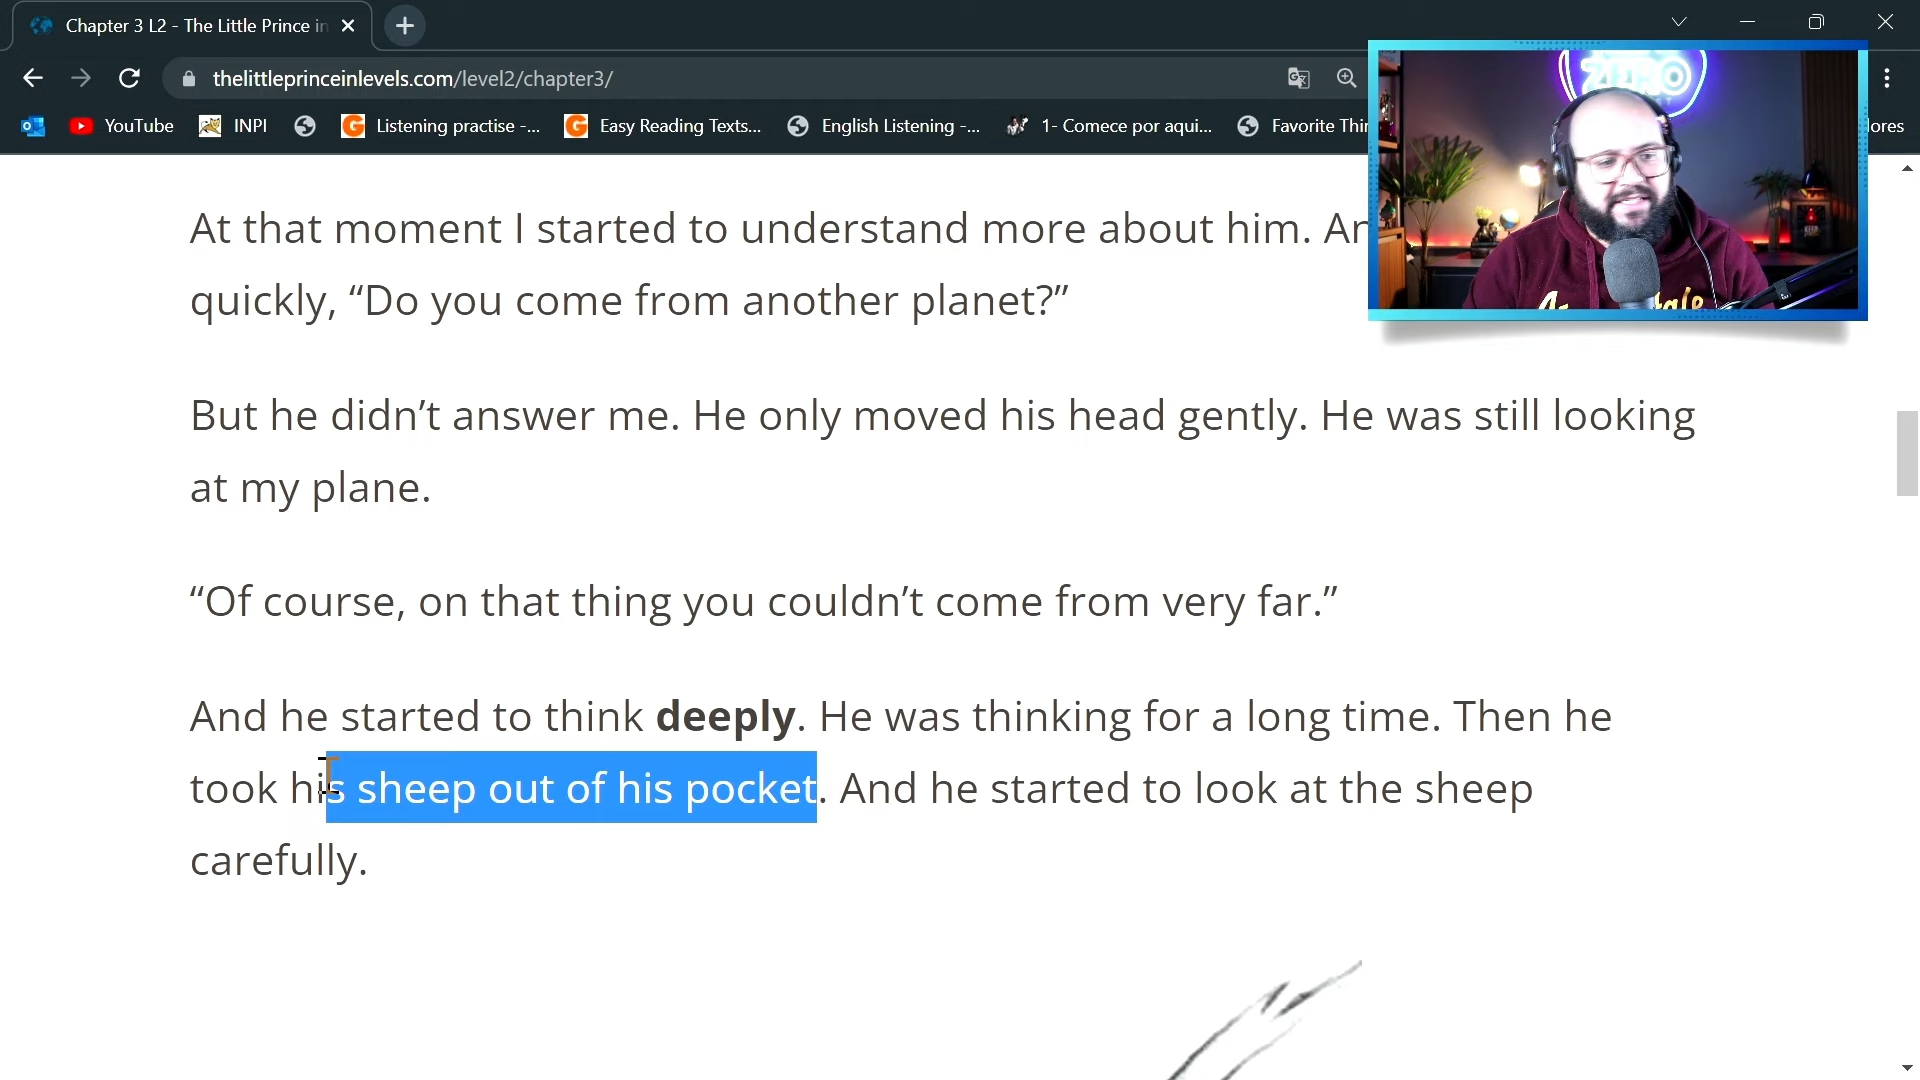 Chapter 3 L2 - The Little Prince in
thelittleprinceinlevels.com/level2/chapter3/
YouTube INPI Listening practise -... Easy Reading Texts... English Listening -... 1- Comece por aqui... Favorite Thin
ZERO
At that moment I started to understand more about him. An
quickly, “Do you come from another planet?”
But he didn’t answer me. He only moved his head gently. He was still looking
at my plane.
“Of course, on that thing you couldn’t come from very far.”
And he started to think deeply. He was thinking for a long time. Then he
took his sheep out of his pocket. And he started to look at the sheep
carefully.